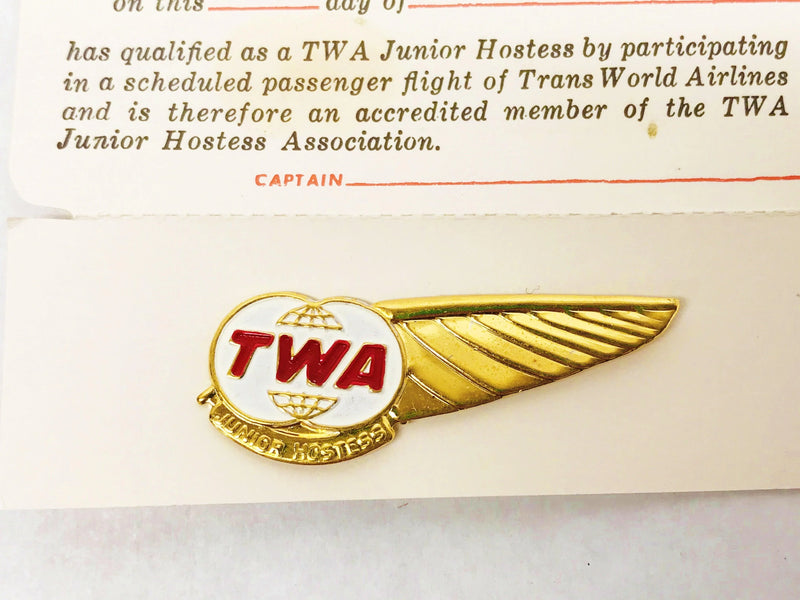 on this day of
has qualified as a TWA Junior Hostess by participating
in a scheduled passenger flight of Trans World Airlines
and is therefore an accredited member of the TWA
Junior Hostess Association.
CAPTAIN
TWA
JUNIOR HOSTESS